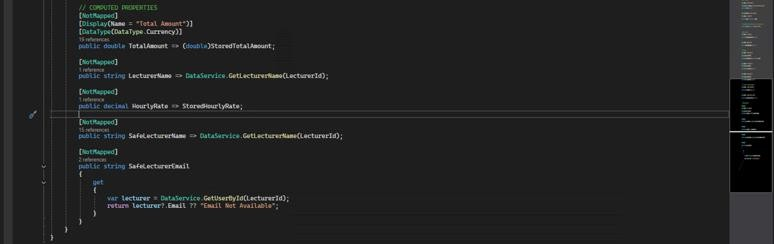 // COMPUTED PROPERTIES
[NotMapped]
[Display(Name = "Total Amount")]
[DataType(DataType.Currency)]
19 references
public double TotalAmount => (double)StoredTotalAmount;
[NotMapped]
1 reference
public string LecturerName => DataService.GetLecturerName(LecturerId);
[NotMapped]
1 reference
public decimal HourlyRate => StoredHourlyRate;
[NotMapped]
15 references
public string SafeLecturerName => DataService.GetLecturerName(LecturerId);
[NotMapped]
2 references
public string SafeLecturerEmail
{
get
{
var lecturer = DataService.GetUserById(LecturerId);
return lecturer?.Email ?? "Email Not Available";
}
}
}
}